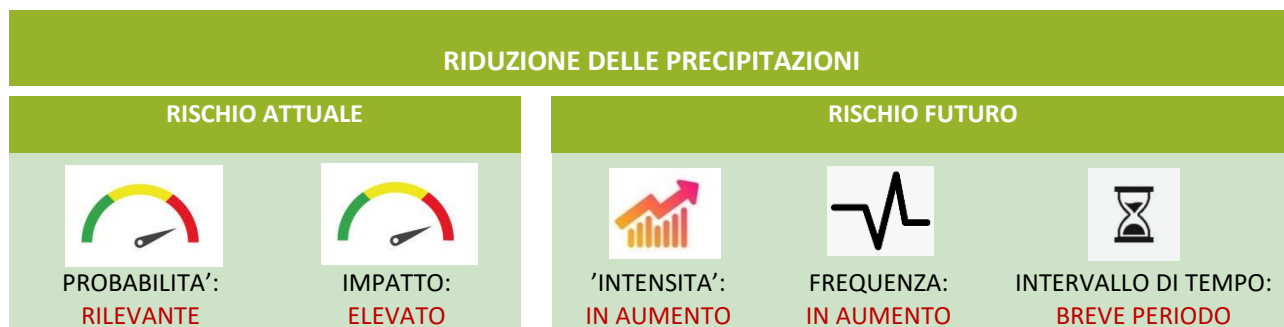 RIDUZIONE DELLE PRECIPITAZIONI
RISCHIO ATTUALE
RISCHIO FUTURO
PROBABILITA’:
RILEVANTE
IMPATTO:
ELEVATO
’INTENSITA’:
IN AUMENTO
FREQUENZA:
IN AUMENTO
INTERVALLO DI TEMPO:
BREVE PERIODO